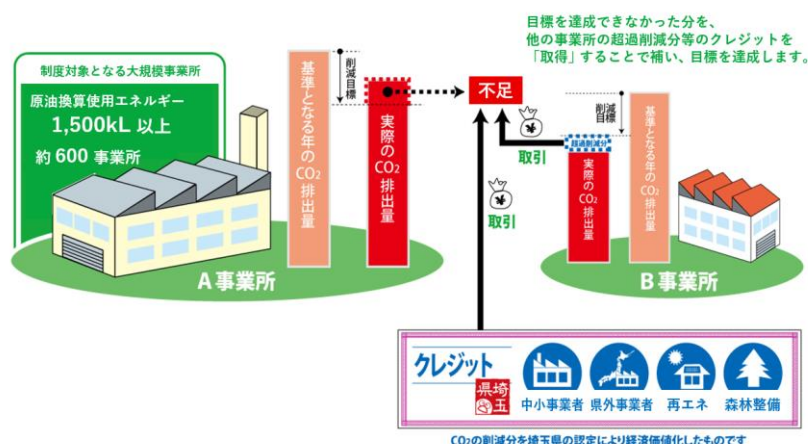 目標を達成できなかった分を、
他の事業所の超過削減分等のクレジットを
「取得」することで補い、目標を達成します。
制度対象となる大規模事業所
原油換算使用エネルギー
1,500kL 以上
約 600 事業所
基準となる年のCO₂排出量
削減目標
実際のCO₂排出量
不足
取引
取引
削減目標
超過削減分
実際のCO₂排出量
基準となる年のCO₂排出量
A事業所
B事業所
クレジット
埼玉県
中小事業者
県外事業者
再エネ
森林整備
CO₂の削減分を埼玉県の認定により経済価値化したものです